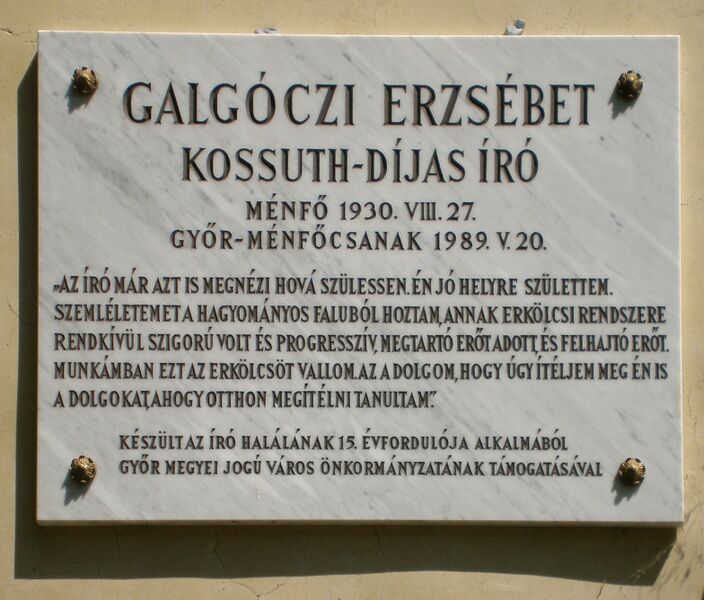 GALGÓCZI ERZSÉBET
KOSSUTH-DÍJAS ÍRÓ
MÉNFŐ 1930. VIII. 27.
GYŐR-MÉNFŐCSANAK 1989. V. 20.
„AZ ÍRÓ MÁR AZT IS MEGNÉZI HOVÁ SZÜLESSEN. ÉN JÓ HELYRE SZÜLETTEM.
SZEMLÉLETEMET A HAGYOMÁNYOS FALUBÓL HOZTAM, ANNAK ERKÖLCSI RENDSZERE
RENDKÍVÜL SZIGORÚ VOLT ÉS PROGRESSZÍV, MEGTARTÓ ERŐT ADOTT, ÉS FELHAJTÓ ERŐT.
MUNKÁMBAN EZT AZ ERKÖLCSÖT VALLOM. AZ A DOLGOM, HOGY ÚGY ÍTÉLJEM MEG ÉN IS
A DOLGOKAT, AHOGY OTTHON MEGÍTÉLNI TANULTAM."
KÉSZÜLT AZ ÍRÓ HALÁLÁNAK 15. ÉVFORDULÓJA ALKALMÁBÓL
GYŐR MEGYEI JOGÚ VÁROS ÖNKORMÁNYZATÁNAK TÁMOGATÁSÁVAL